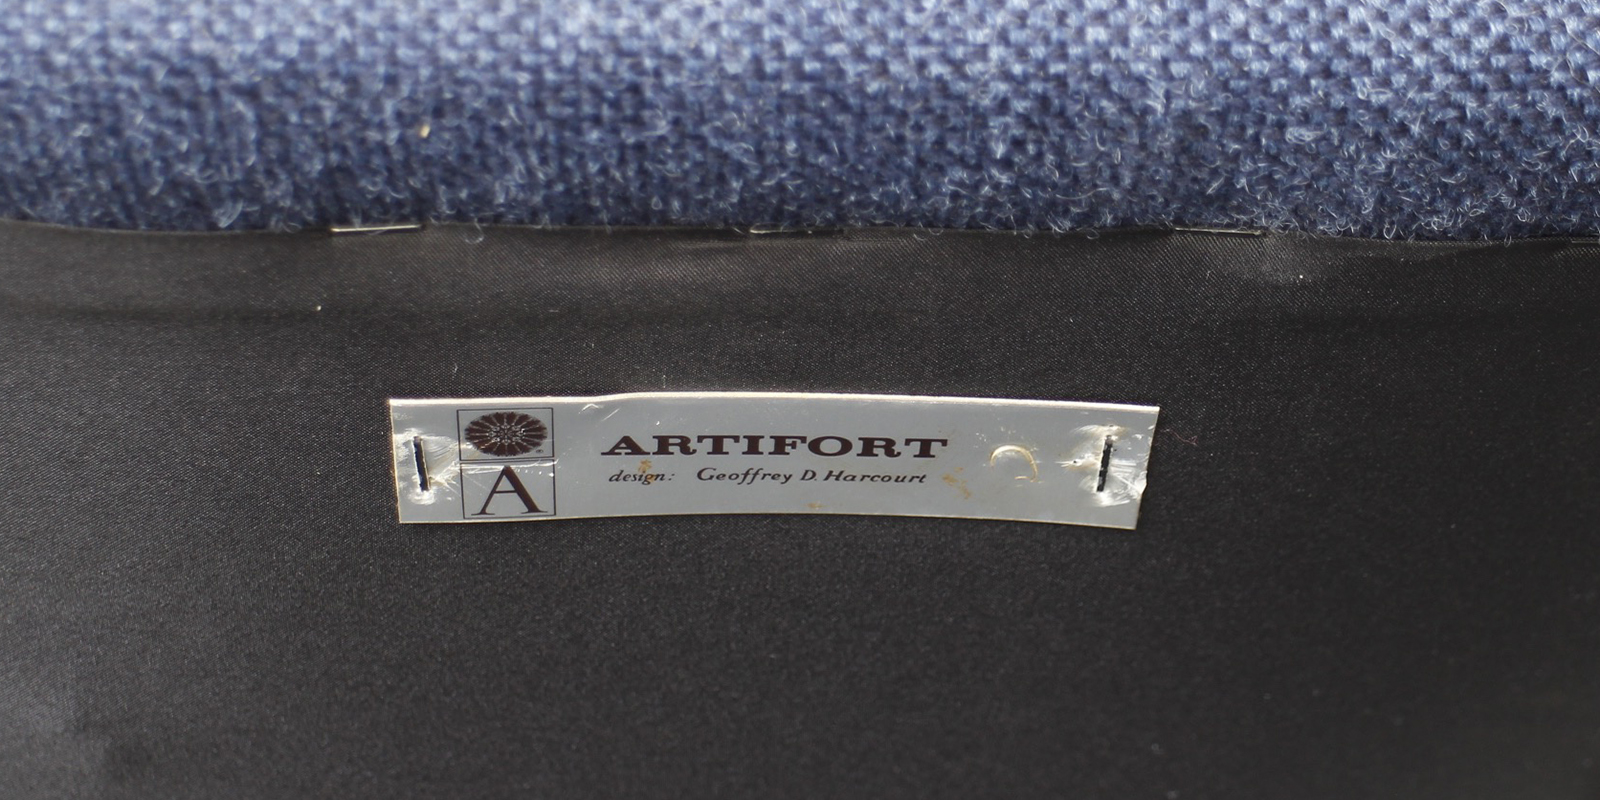 A
ARTIFORT
design: Geoffrey D. Harcourt